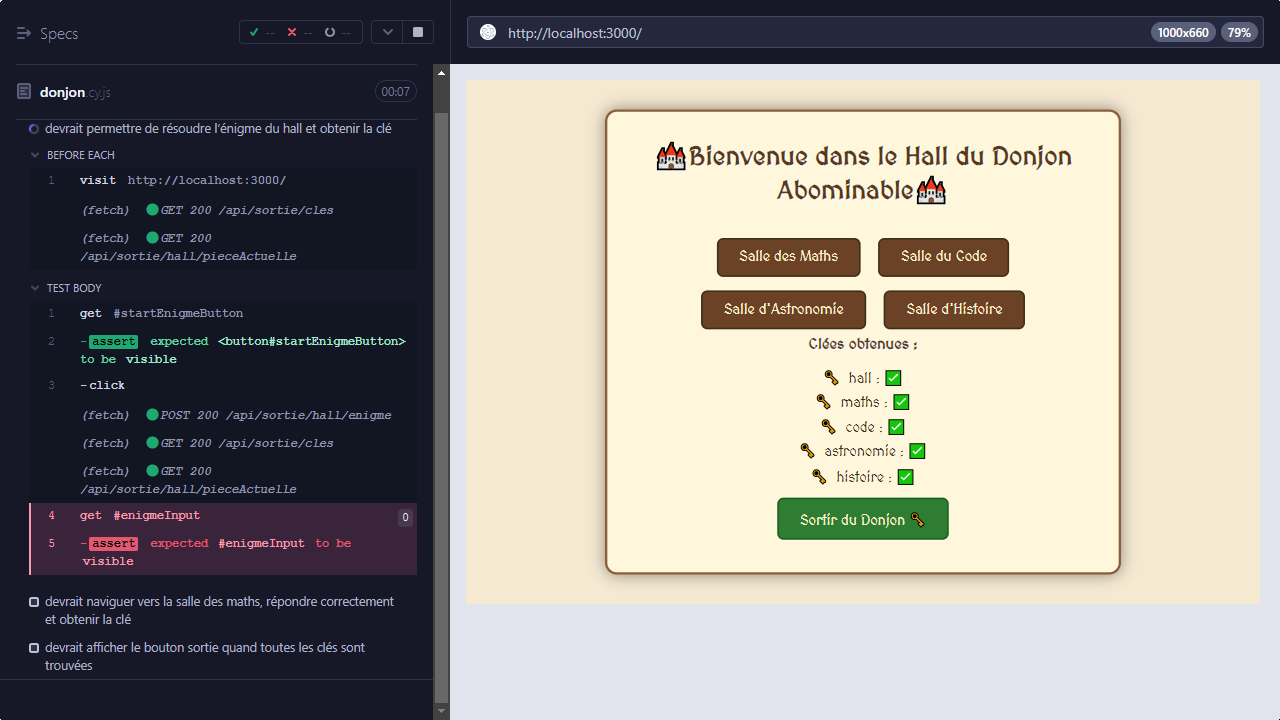 Specs
-- -- --
donjon.cy.js
00:07
devrait permettre de résoudre l'énigme du hall et obtenir la clé
BEFORE EACH
1 visit http://localhost:3000/
(fetch) GET 200 /api/sortie/cles
(fetch) GET 200
/api/sortie/hall/pieceActuelle
TEST BODY
1 get #startEnigmeButton
2 -assert expected <button#startEnigmeButton>
to be visible
3 -click
(fetch) POST 200 /api/sortie/hall/enigme
(fetch) GET 200 /api/sortie/cles
(fetch) GET 200
/api/sortie/hall/pieceActuelle
4 get #enigmeInput 0
5 -assert expected #enigmeInput to be
visible
devrait naviguer vers la salle des maths, répondre correctement
et obtenir la clé
devrait afficher le bouton sortie quand toutes les clés sont
trouvées
http://localhost:3000/
1000x660 79%
🏰Bienvenue dans le Hall du Donjon
Abominable🏰
Salle des Maths Salle du Code
Salle d'Astronomie Salle d'Histoire
Clées obtenues :
🗝️ hall : ✅
🗝️ maths : ✅
🗝️ code : ✅
🗝️ astronomie : ✅
🗝️ histoire : ✅
Sortir du Donjon 🗝️